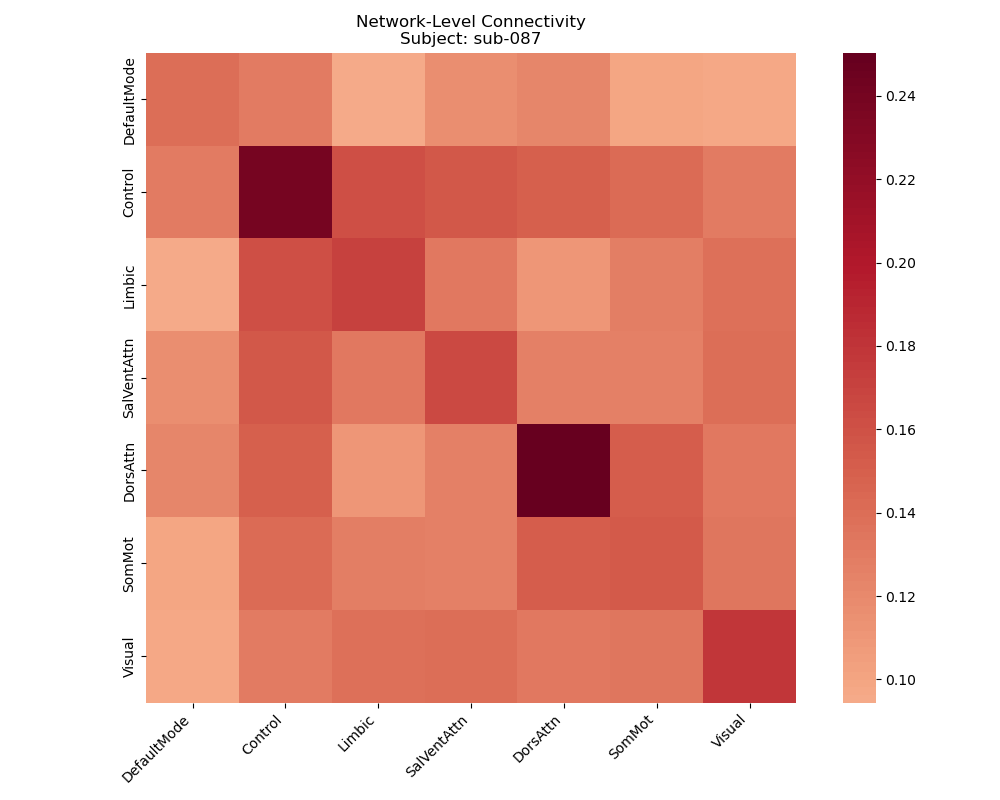 Network-Level Connectivity
Subject: sub-087
DefaultMode
Control
Limbic
SalVentAttn
DorsAttn
SomMot
Visual
DefaultMode
Control
Limbic
SalVentAttn
DorsAttn
SomMot
Visual
0.24
0.22
0.20
0.18
0.16
0.14
0.12
0.10